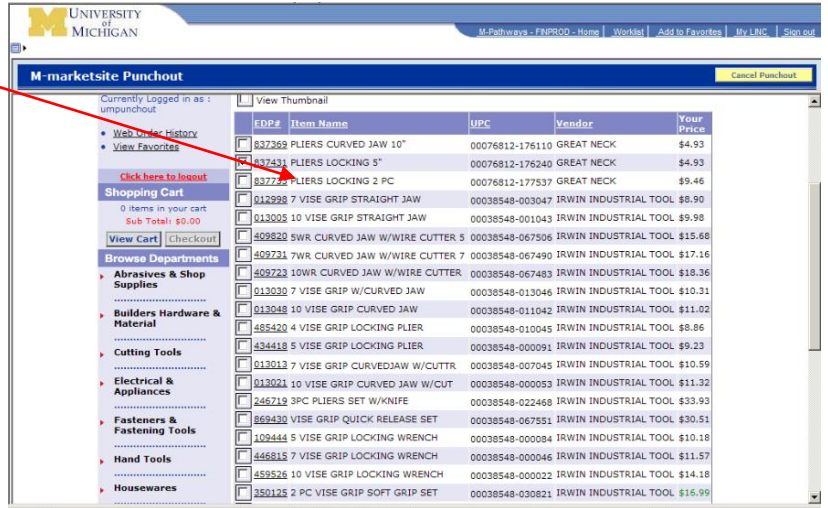 UNIVERSITY
of
MICHIGAN
M-Pathways - FINPROD - Home | Worklist | Add to Favorites | My LINC | Sign out
M-marketsite Punchout
Cancel Punchout
Currently Logged in as :
umpunchout
• Web Order History
• View Favorites
Click here to logout
Shopping Cart
0 items in your cart
Sub Total: $0.00
View Cart Checkout
Browse Departments
Abrasives & Shop
Supplies
Builders Hardware &
Material
Cutting Tools
Electrical &
Appliances
Fasteners &
Fastening Tools
Hand Tools
Housewares
View Thumbnail
EDP# Item Name UPC Vendor Your Price
837369 PLIERS CURVED JAW 10" 00076812-176110 GREAT NECK $4.93
837431 PLIERS LOCKING 5" 00076812-176240 GREAT NECK $4.93
PLIERS LOCKING 2 PC 00076812-177537 GREAT NECK $9.46
012998 7 VISE GRIP STRAIGHT JAW 00038548-003047 IRWIN INDUSTRIAL TOOL $8.90
013005 10 VISE GRIP STRAIGHT JAW 00038548-001043 IRWIN INDUSTRIAL TOOL $9.98
409820 5WR CURVED JAW W/WIRE CUTTER 5 00038548-067506 IRWIN INDUSTRIAL TOOL $15.68
409731 7WR CURVED JAW W/WIRE CUTTER 7 00038548-067490 IRWIN INDUSTRIAL TOOL $17.16
409723 10WR CURVED JAW W/WIRE CUTTER 00038548-067483 IRWIN INDUSTRIAL TOOL $18.36
013030 7 VISE GRIP W/CURVED JAW 00038548-013046 IRWIN INDUSTRIAL TOOL $10.31
013048 10 VISE GRIP CURVED JAW 00038548-011042 IRWIN INDUSTRIAL TOOL $11.02
485420 4 VISE GRIP LOCKING PLIER 00038548-010045 IRWIN INDUSTRIAL TOOL $8.86
434418 5 VISE GRIP LOCKING PLIER 00038548-000091 IRWIN INDUSTRIAL TOOL $9.23
013013 7 VISE GRIP CURVEDJAW W/CUTTR 00038548-007045 IRWIN INDUSTRIAL TOOL $10.59
013021 10 VISE GRIP CURVED JAW W/CUT 00038548-000053 IRWIN INDUSTRIAL TOOL $11.32
246719 3PC PLIERS SET W/KNIFE 00038548-022468 IRWIN INDUSTRIAL TOOL $33.93
869430 VISE GRIP QUICK RELEASE SET 00038548-067551 IRWIN INDUSTRIAL TOOL $30.51
109444 5 VISE GRIP LOCKING WRENCH 00038548-000084 IRWIN INDUSTRIAL TOOL $10.18
446815 7 VISE GRIP LOCKING WRENCH 00038548-000046 IRWIN INDUSTRIAL TOOL $11.57
459526 10 VISE GRIP LOCKING WRENCH 00038548-000022 IRWIN INDUSTRIAL TOOL $14.18
350125 2 PC VISE GRIP SOFT GRIP SET 00038548-030821 IRWIN INDUSTRIAL TOOL $16.99